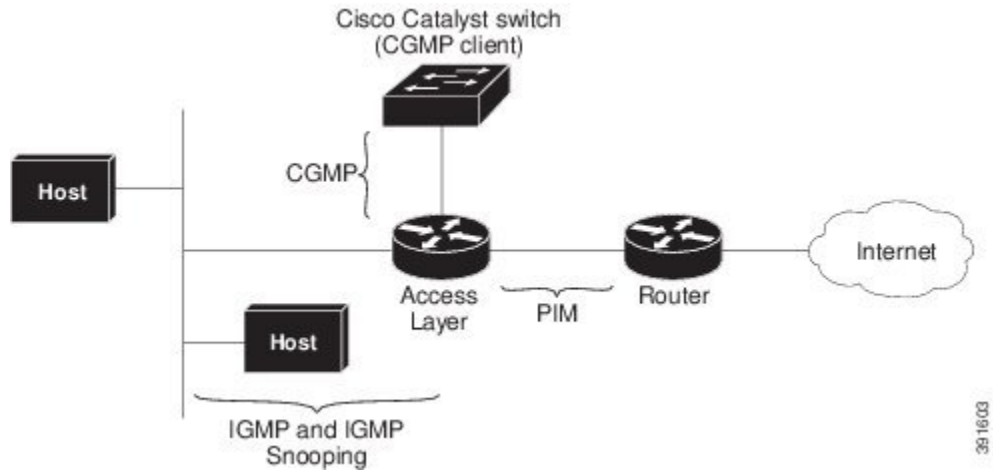 Cisco Catalyst switch
(CGMP client)
CGMP
Host
Internet
Access
Layer
PIM
Router
Host
IGMP and IGMP
Snooping
391603